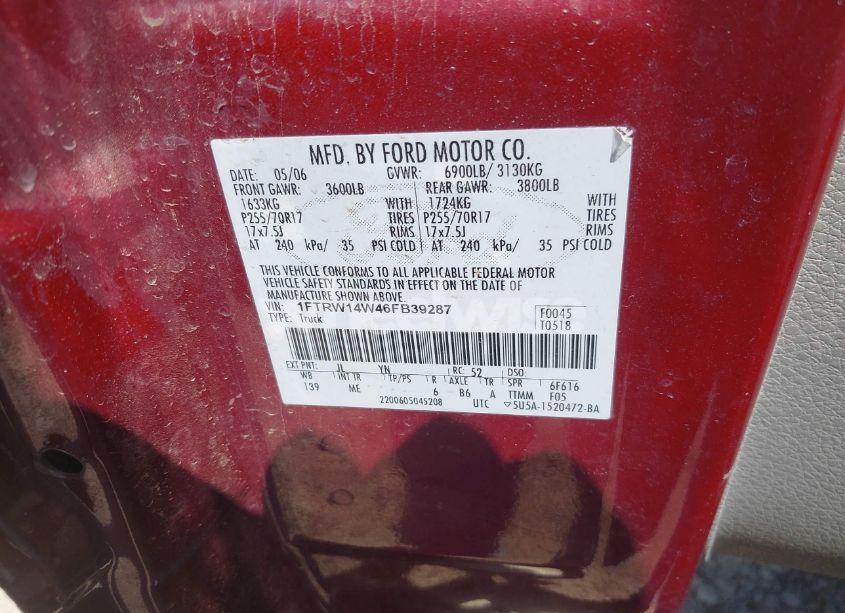 MFD. BY FORD MOTOR CO.
DATE: 05/06 GVWR: 6900LB/ 3130KG
FRONT GAWR: 3600LB REAR GAWR: 3800LB
1633KG WITH 1724KG WITH
P255/70R17 TIRES P255/70R17 TIRES
17x7.5J RIMS 17x7.5J RIMS
AT 240 kPa/ 35 PSI COLD AT 240 kPa/ 35 PSI COLD
THIS VEHICLE CONFORMS TO ALL APPLICABLE FEDERAL MOTOR
VEHICLE SAFETY STANDARDS IN EFFECT ON THE DATE OF
MANUFACTURE SHOWN ABOVE.
VIN: 1FTRW14W46FB39287 F0045
TYPE: Truck T0518
EXT PNT: JL YN RC: 52 DSO:
WB INT TR TP/PS R AXLE TR SPR 6F616
139 ME 6 B6 A TTMM F05
2200605045208 UTC ▽5U5A-1520472-BA